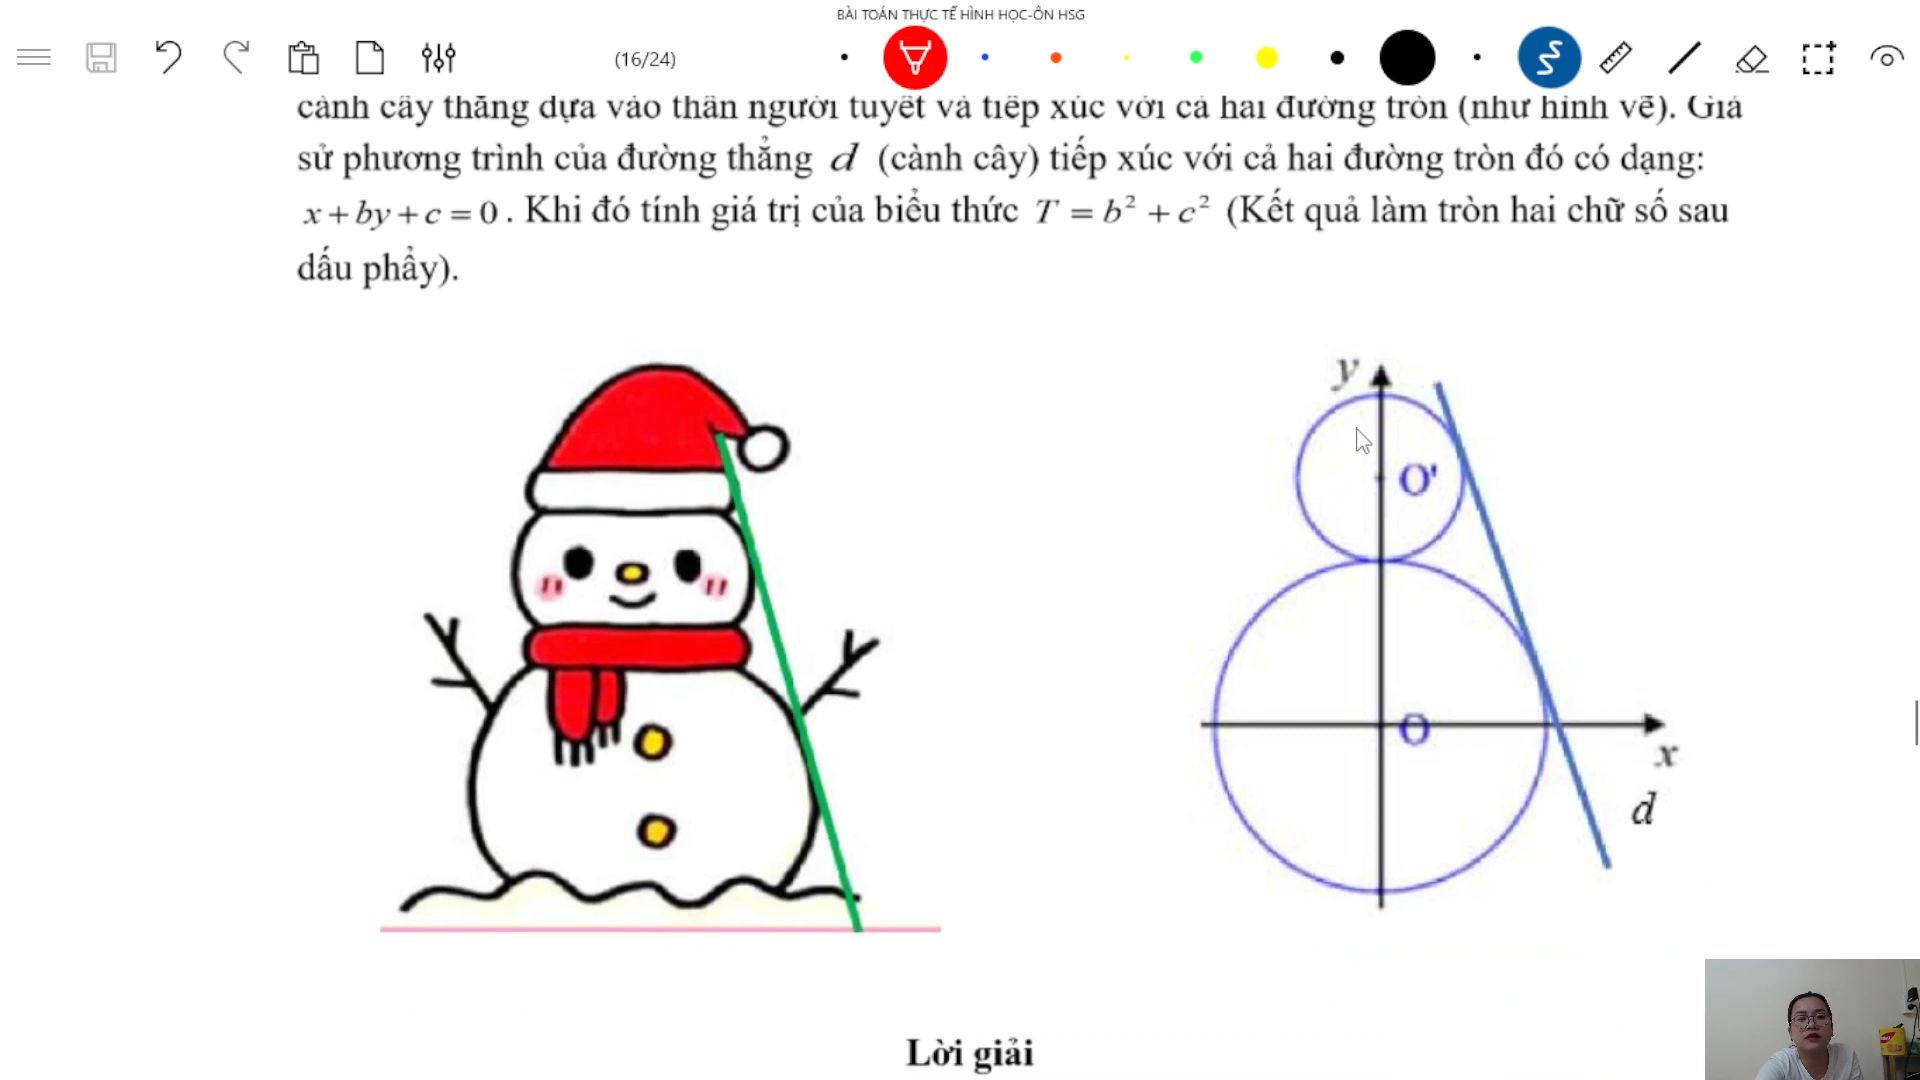 BÀI TOÁN THỰC TẾ HÌNH HỌC-ÔN HSG
(16/24)
cành cây thẳng dựa vào thân người tuyết và tiếp xúc với cả hai đường tròn (như hình vẽ). Giả
sử phương trình của đường thẳng d (cành cây) tiếp xúc với cả hai đường tròn đó có dạng:
x + by + c = 0. Khi đó tính giá trị của biểu thức T = b² + c² (Kết quả làm tròn hai chữ số sau
dấu phẩy).
y
O'
O
x
d
Lời giải